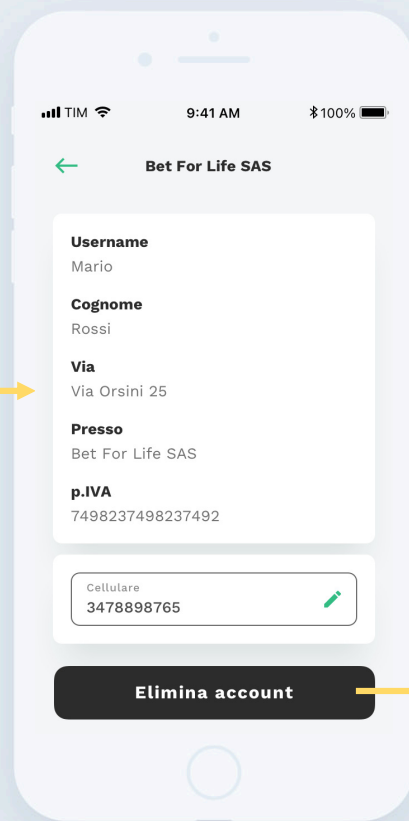 TIM 9:41 AM 100%
Bet For Life SAS
Username
Mario
Cognome
Rossi
Via
Via Orsini 25
Presso
Bet For Life SAS
p.IVA
7498237498237492
Cellulare
3478898765
Elimina account